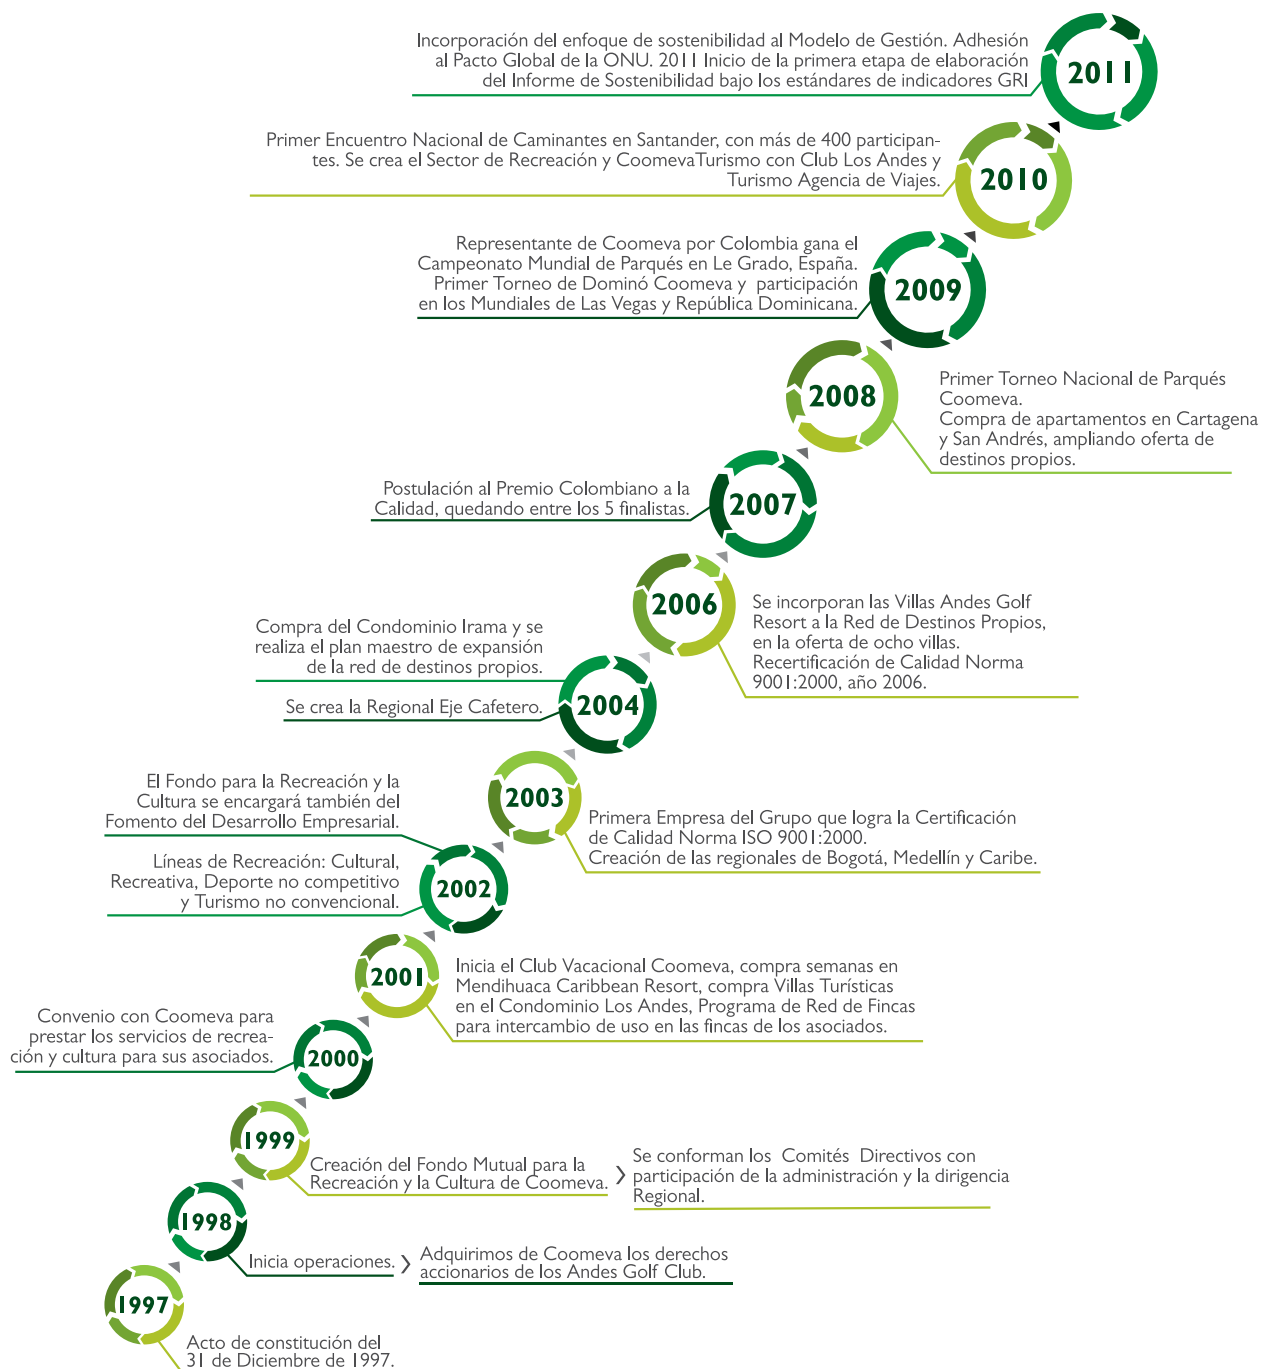 Incorporación del enfoque de sostenibilidad al Modelo de Gestión. Adhesión
al Pacto Global de la ONU. 2011 Inicio de la primera etapa de elaboración
del Informe de Sostenibilidad bajo los estándares de indicadores GRI
2011
Primer Encuentro Nacional de Caminantes en Santander, con más de 400 participan-
tes. Se crea el Sector de Recreación y CoomevaTurismo con Club Los Andes y
Turismo Agencia de Viajes.
2010
Representante de Coomeva por Colombia gana el
Campeonato Mundial de Parqués en Le Grado, España.
Primer Torneo de Dominó Coomeva y participación
en los Mundiales de Las Vegas y República Dominicana.
2009
2008
Primer Torneo Nacional de Parqués
Coomeva.
Compra de apartamentos en Cartagena
y San Andrés, ampliando oferta de
destinos propios.
Postulación al Premio Colombiano a la
Calidad, quedando entre los 5 finalistas.
2007
2006
Se incorporan las Villas Andes Golf
Resort a la Red de Destinos Propios,
en la oferta de ocho villas.
Recertificación de Calidad Norma
9001:2000, año 2006.
Compra del Condominio Irama y se
realiza el plan maestro de expansión
de la red de destinos propios.
Se crea la Regional Eje Cafetero.
2004
2003
Primera Empresa del Grupo que logra la Certificación
de Calidad Norma ISO 9001:2000.
Creación de las regionales de Bogotá, Medellín y Caribe.
El Fondo para la Recreación y la
Cultura se encargará también del
Fomento del Desarrollo Empresarial.
Líneas de Recreación: Cultural,
Recreativa, Deporte no competitivo
y Turismo no convencional.
2002
2001
Inicia el Club Vacacional Coomeva, compra semanas en
Mendihuaca Caribbean Resort, compra Villas Turísticas
en el Condominio Los Andes, Programa de Red de Fincas
para intercambio de uso en las fincas de los asociados.
Convenio con Coomeva para
prestar los servicios de recrea-
ción y cultura para sus asociados.
2000
1999
Creación del Fondo Mutual para la
Recreación y la Cultura de Coomeva.
Se conforman los Comités Directivos con
participación de la administración y la dirigencia
Regional.
1998
Inicia operaciones.
Adquirimos de Coomeva los derechos
accionarios de los Andes Golf Club.
1997
Acto de constitución del
31 de Diciembre de 1997.